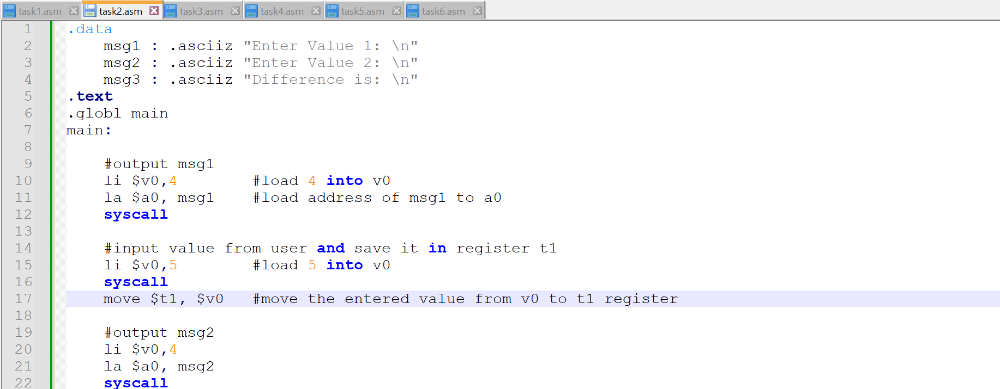 task1.asm task2.asm task3.asm task4.asm task5.asm task6.asm
1 .data
2 msg1 : .asciiz "Enter Value 1: \n"
3 msg2 : .asciiz "Enter Value 2: \n"
4 msg3 : .asciiz "Difference is: \n"
5 .text
6 .globl main
7 main:
8
9 #output msg1
10 li $v0,4 #load 4 into v0
11 la $a0, msg1 #load address of msg1 to a0
12 syscall
13
14 #input value from user and save it in register t1
15 li $v0,5 #load 5 into v0
16 syscall
17 move $t1, $v0 #move the entered value from v0 to t1 register
18
19 #output msg2
20 li $v0,4
21 la $a0, msg2
22 syscall